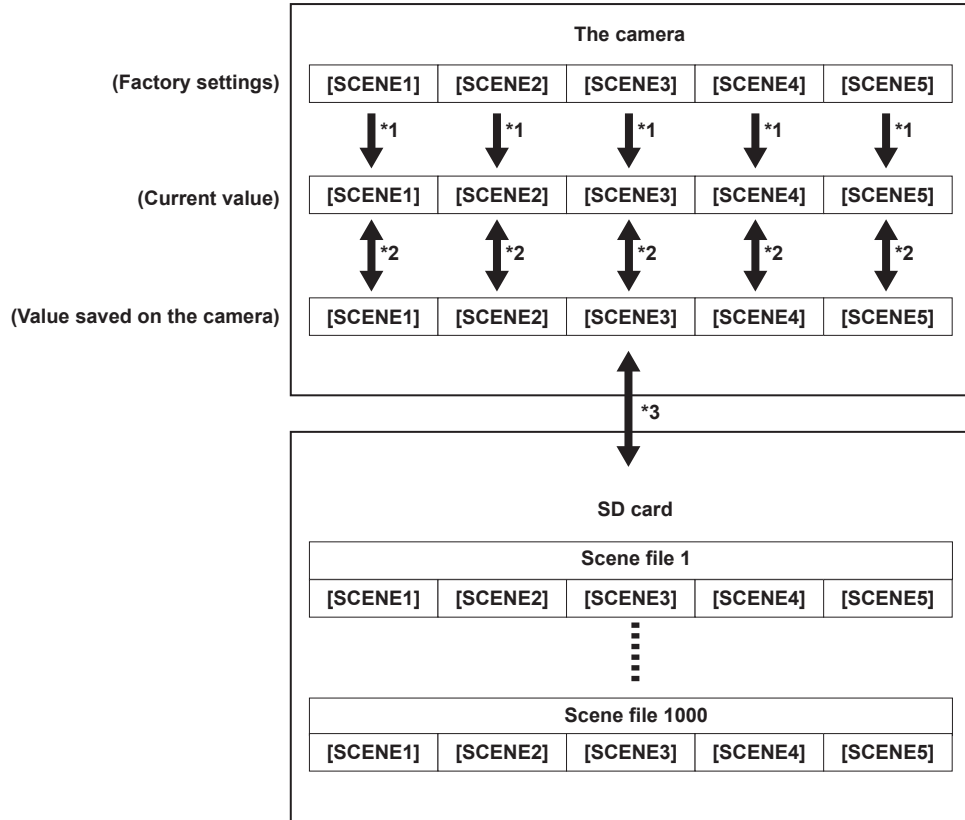 The camera
(Factory settings) [SCENE1] [SCENE2] [SCENE3] [SCENE4] [SCENE5]
*1 *1 *1 *1 *1
(Current value) [SCENE1] [SCENE2] [SCENE3] [SCENE4] [SCENE5]
*2 *2 *2 *2 *2
(Value saved on the camera) [SCENE1] [SCENE2] [SCENE3] [SCENE4] [SCENE5]
*3
SD card
Scene file 1
[SCENE1] [SCENE2] [SCENE3] [SCENE4] [SCENE5]
Scene file 1000
[SCENE1] [SCENE2] [SCENE3] [SCENE4] [SCENE5]